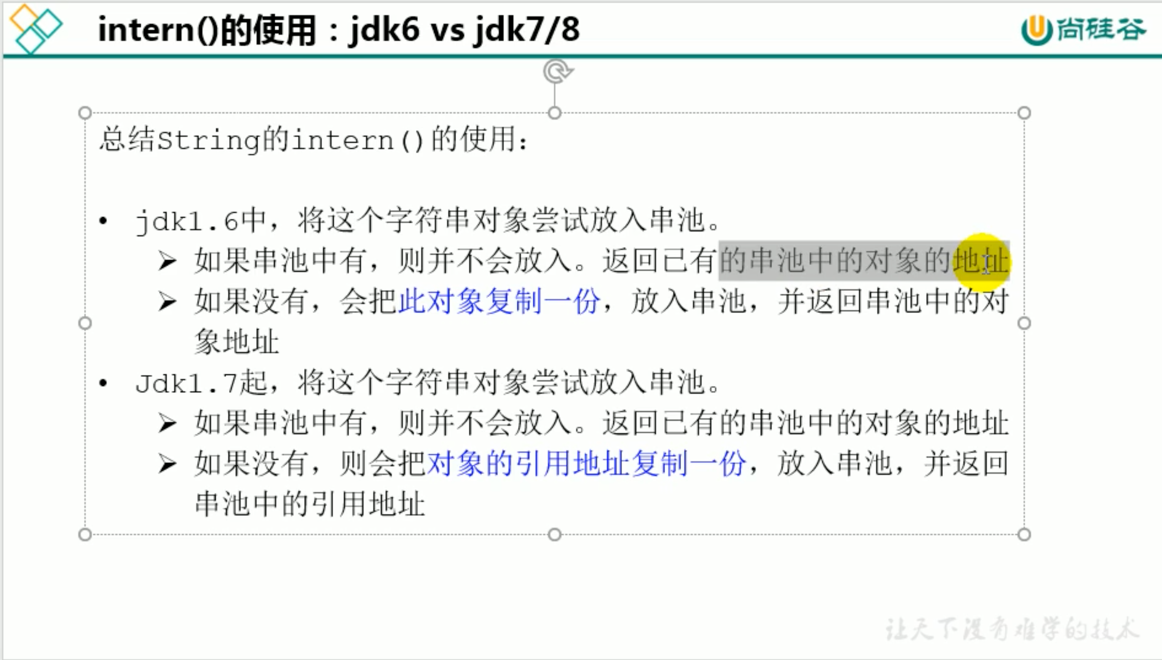 intern()的使用：jdk6 vs jdk7/8
尚硅谷
总结String的intern()的使用：
• jdk1.6中，将这个字符串对象尝试放入串池。
➢ 如果串池中有，则并不会放入。返回已有的串池中的对象的地址
➢ 如果没有，会把此对象复制一份，放入串池，并返回串池中的对
象地址
• Jdk1.7起，将这个字符串对象尝试放入串池。
➢ 如果串池中有，则并不会放入。返回已有的串池中的对象的地址
➢ 如果没有，则会把对象的引用地址复制一份，放入串池，并返回
串池中的引用地址
让天下没有难学的技术